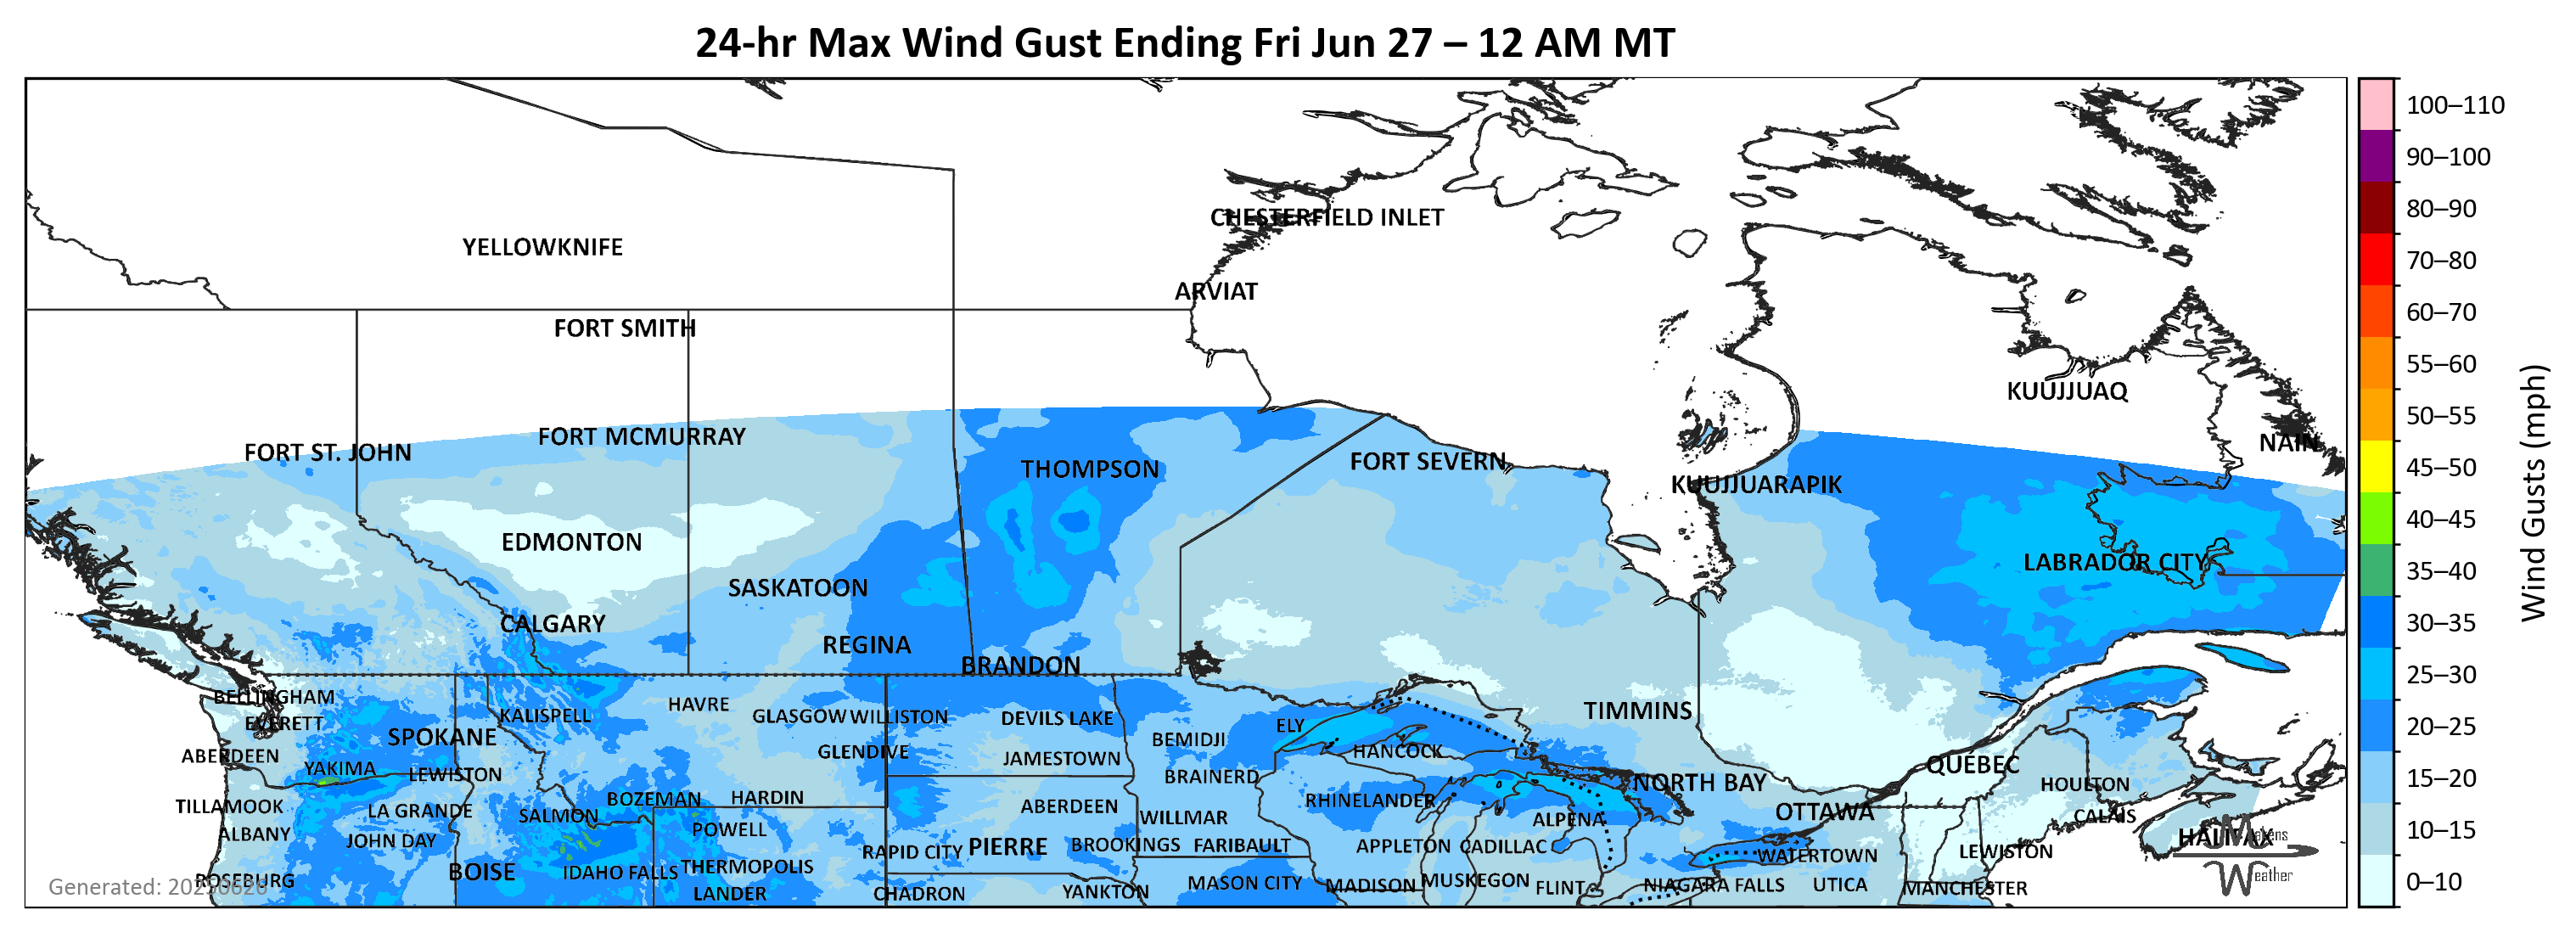 24-hr Max Wind Gust Ending Fri Jun 27 – 12 AM MT
100–110
90–100
80–90
70–80
60–70
55–60
50–55
45–50
40–45
35–40
30–35
25–30
20–25
15–20
10–15
0–10
Wind Gusts (mph)
CHESTERFIELD INLET
YELLOWKNIFE
ARVIAT
FORT SMITH
KUUJJUAQ
FORT MCMURRAY
NAIN
FORT ST. JOHN
THOMPSON
FORT SEVERN
KUUJJUARAPIK
EDMONTON
LABRADOR CITY
SASKATOON
CALGARY
REGINA
BRANDON
BELLINGHAM
HAVRE
TIMMINS
KALISPELL
GLASGOW
WILLISTON
DEVILS LAKE
EVERETT
ELY
SPOKANE
BEMIDJI
ABERDEEN
GLENDIVE
JAMESTOWN
HANCOCK
QUEBEC
YAKIMA
LEWISTON
BRAINERD
NORTH BAY
HOULTON
BOZEMAN
HARDIN
RHINELANDER
TILLAMOOK
LA GRANDE
SALMON
ABERDEEN
WILLMAR
ALPENA
OTTAWA
CALAIS
ALBANY
JOHN DAY
POWELL
HALIFAX
Makens
RAPID CITY
PIERRE
BROOKINGS
FARIBAULT
APPLETON
CADILLAC
WATERTOWN
LEWISTON
BOISE
IDAHO FALLS
THERMOPOLIS
Weather
Generated: 20250626
ROSEBURG
LANDER
CHADRON
YANKTON
MASON CITY
MADISON
MUSKEGON
FLINT
NIAGARA FALLS
UTICA
MANCHESTER